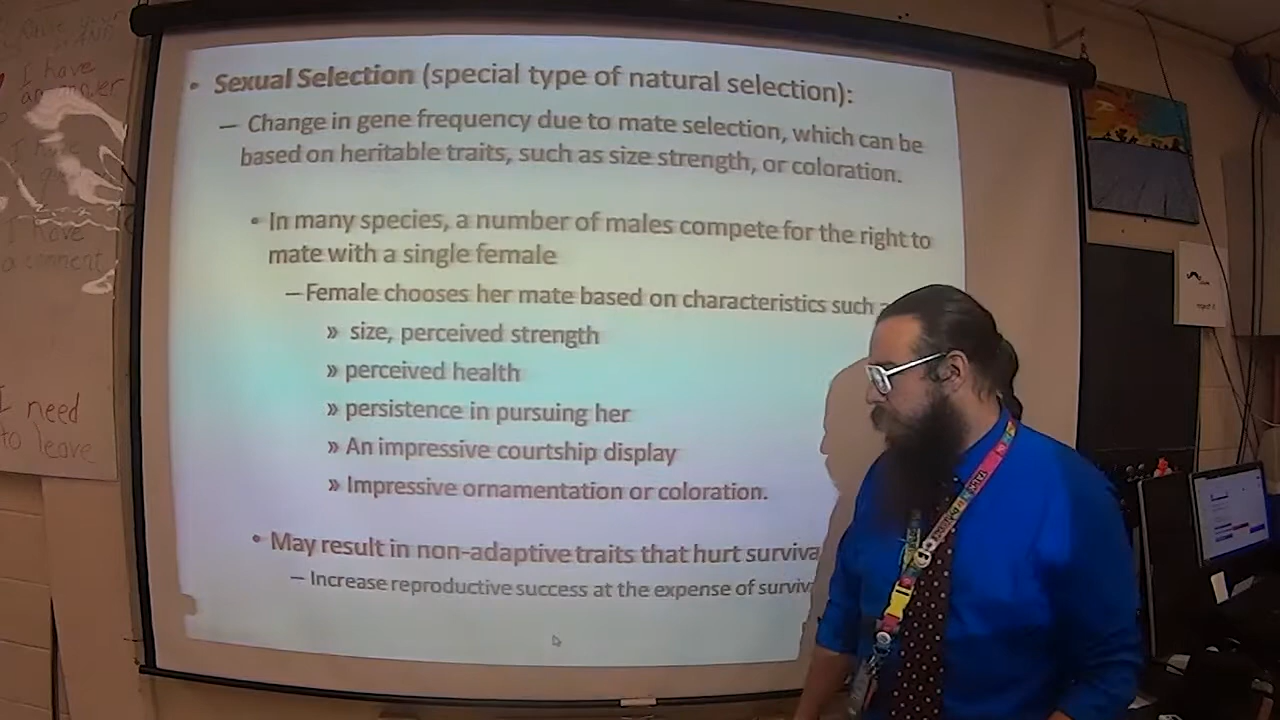 I have
an answer
I have
I have
a comment
I need
to leave
• Sexual Selection (special type of natural selection):
– Change in gene frequency due to mate selection, which can be
based on heritable traits, such as size strength, or coloration.
• In many species, a number of males compete for the right to
mate with a single female
– Female chooses her mate based on characteristics such
» size, perceived strength
» perceived health
» persistence in pursuing her
» An impressive courtship display
» Impressive ornamentation or coloration.
• May result in non-adaptive traits that hurt surviva
– Increase reproductive success at the expense of surviv